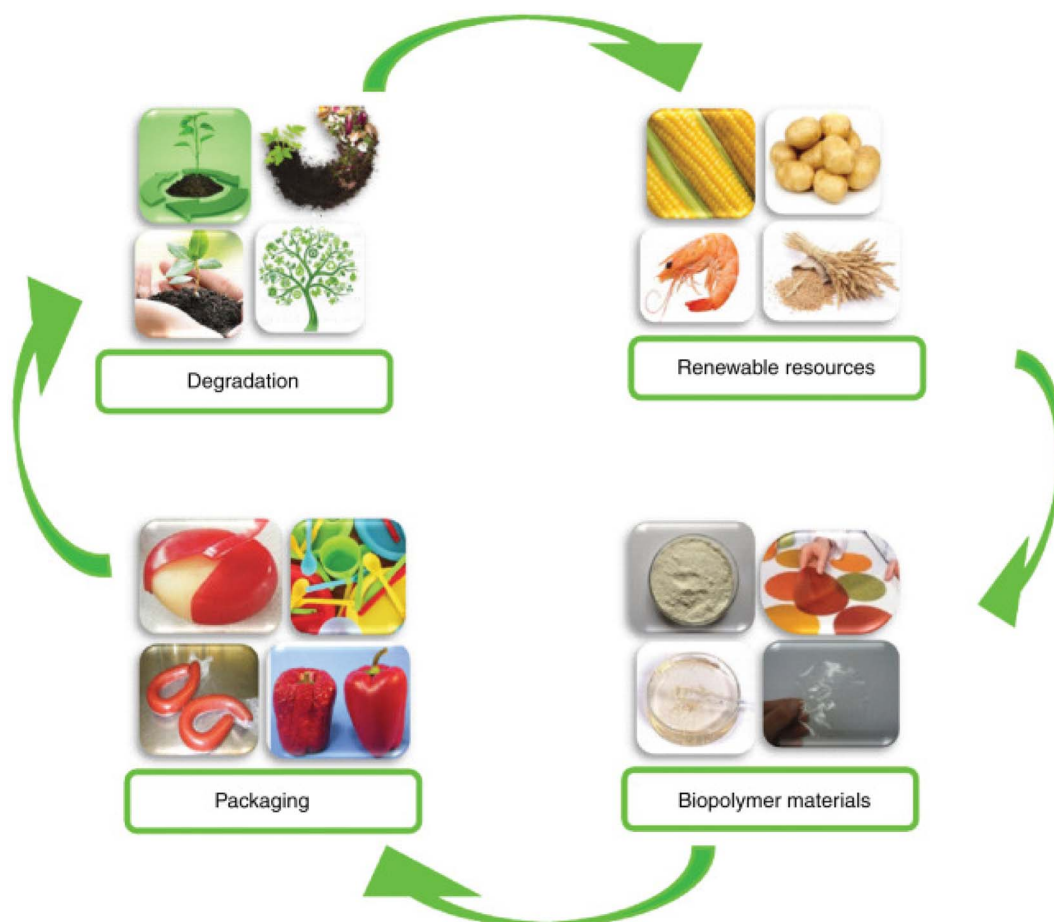 Degradation
Renewable resources
Packaging
Biopolymer materials